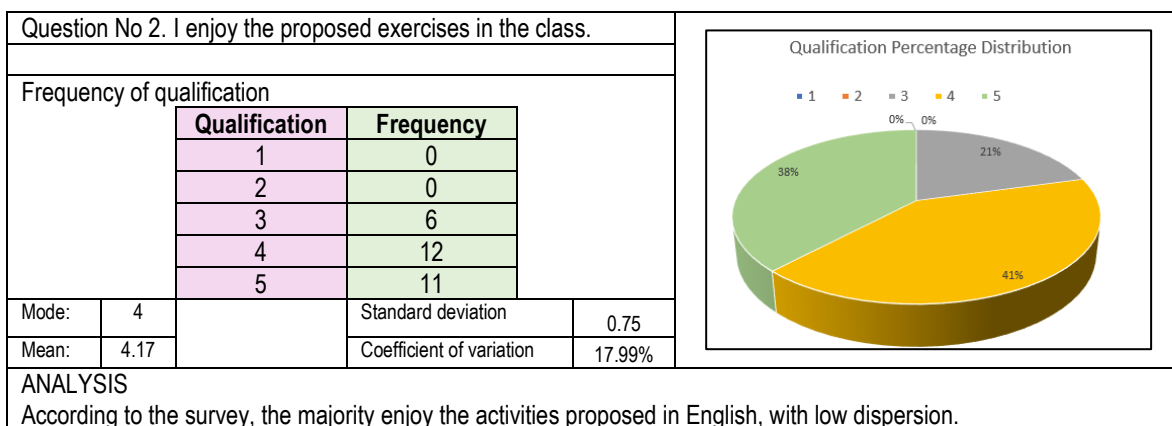 Question No 2. I enjoy the proposed exercises in the class.
Frequency of qualification
Qualification Frequency
1 0
2 0
3 6
4 12
5 11
Mode: 4 Standard deviation 0.75
Mean: 4.17 Coefficient of variation 17.99%
Qualification Percentage Distribution
1 2 3 4 5
0% 0%
21%
38%
41%
ANALYSIS
According to the survey, the majority enjoy the activities proposed in English, with low dispersion.